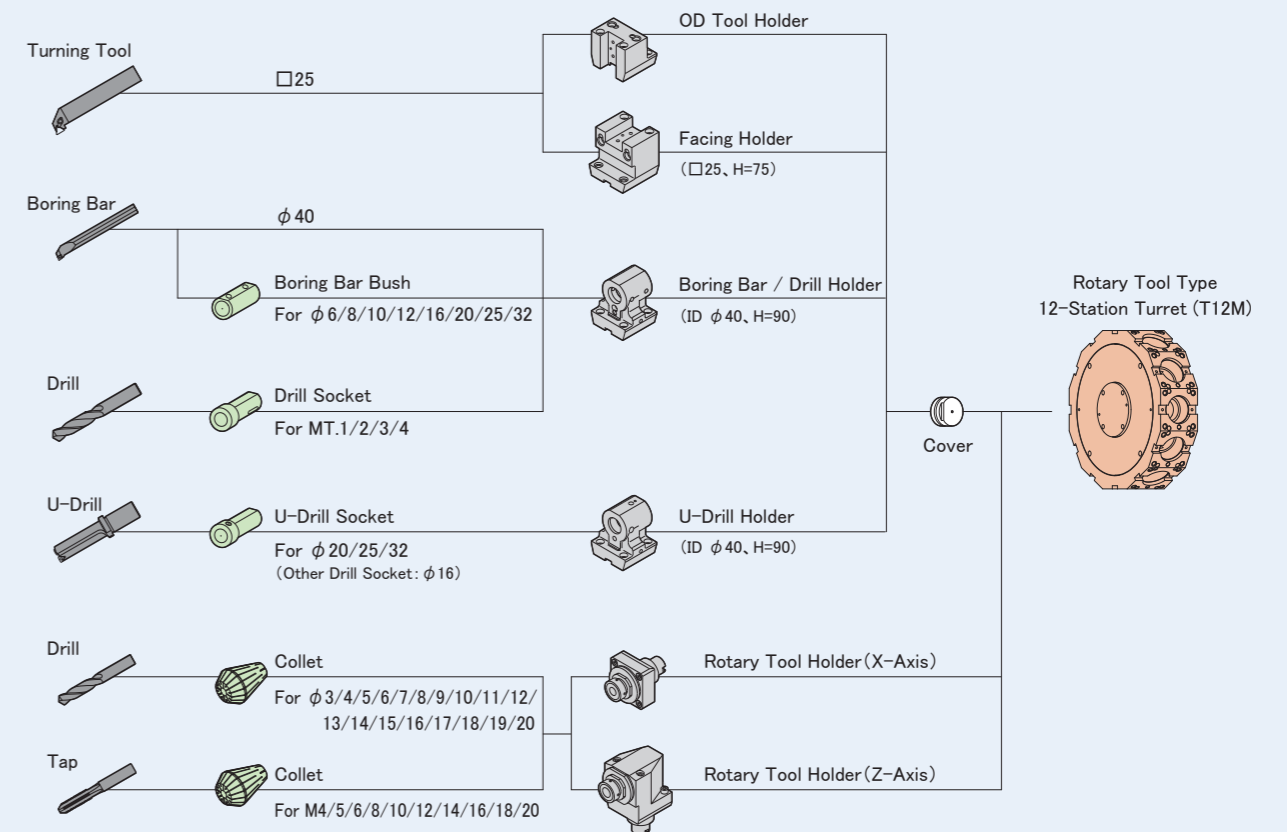 OD Tool Holder
Turning Tool
□25
Facing Holder
(□25、H=75)
Boring Bar
φ40
Boring Bar Bush
For φ6/8/10/12/16/20/25/32
Boring Bar / Drill Holder
(ID φ40、H=90)
Rotary Tool Type
12-Station Turret (T12M)
Drill
Drill Socket
For MT.1/2/3/4
Cover
U-Drill
U-Drill Socket
For φ20/25/32
(Other Drill Socket: φ16)
U-Drill Holder
(ID φ40、H=90)
Drill
Collet
For φ3/4/5/6/7/8/9/10/11/12/
13/14/15/16/17/18/19/20
Rotary Tool Holder(X-Axis)
Tap
Collet
For M4/5/6/8/10/12/14/16/18/20
Rotary Tool Holder(Z-Axis)